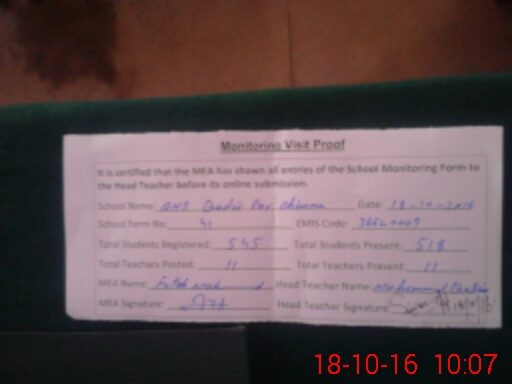 Monitoring Visit Proof
It is certified that the MEA has shown all entries of the School Monitoring Form to
the Head Teacher before its online submission.
School Name: Date: 18-10-2016
School Form No: 41 EMIS Code:
Total Students Registered: 545 Total Students Present: 518
Total Teachers Posted: 11 Total Teachers Present: 11
MEA Name: Head Teacher Name:
MEA Signature: Head Teacher Signature:
18-10-16 10:07